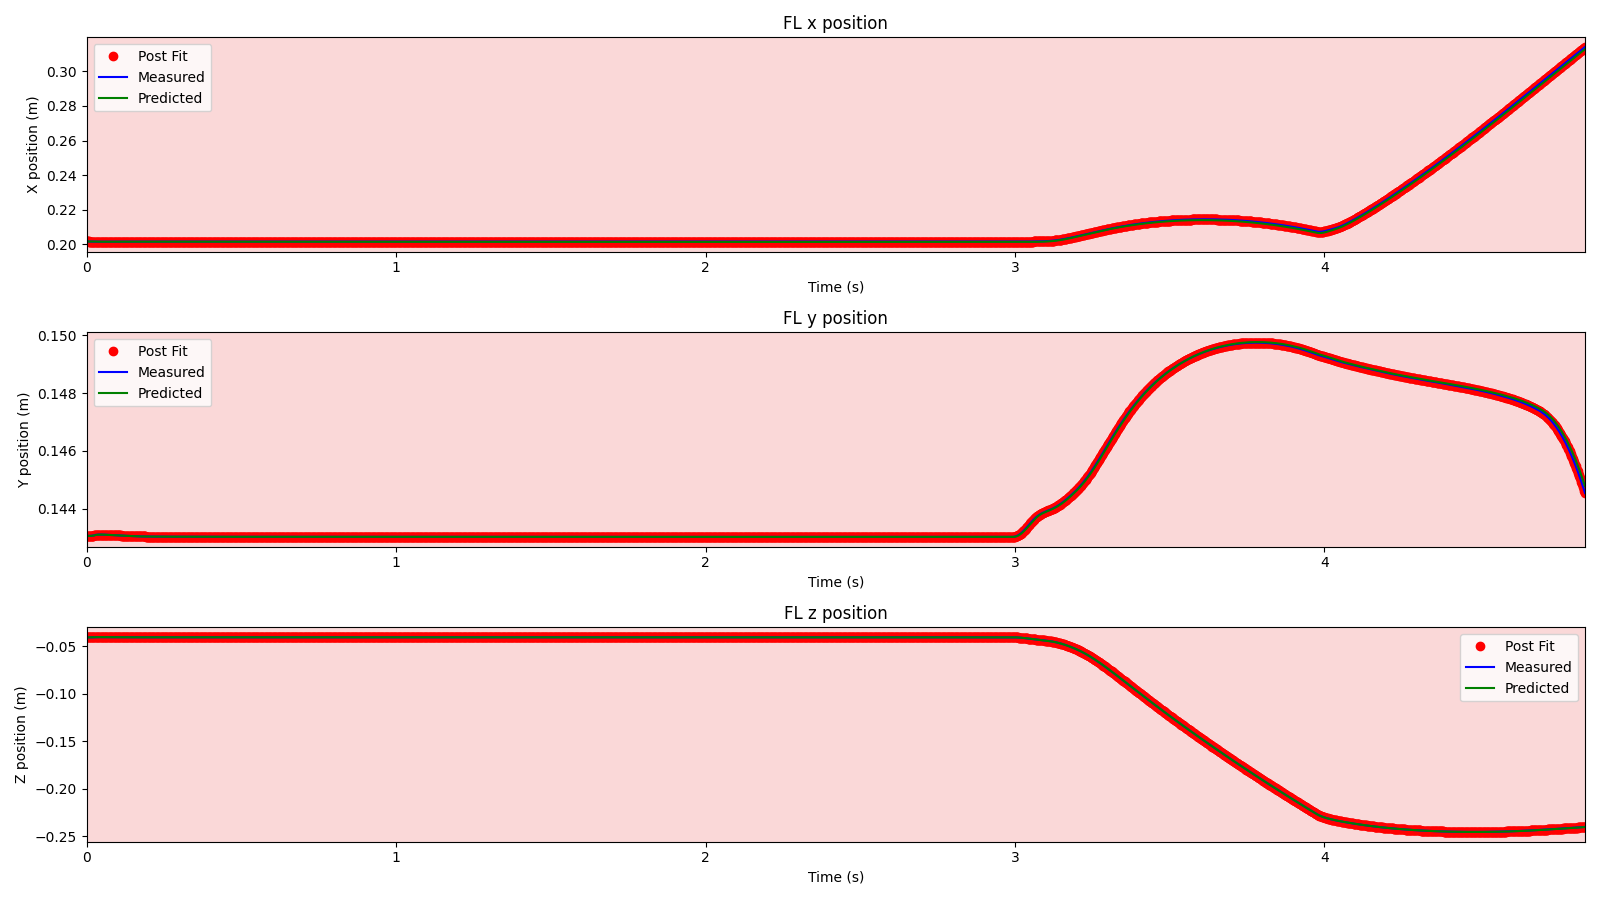 FL x position
Post Fit
Measured
Predicted
X position (m)
0.30
0.28
0.26
0.24
0.22
0.20
0 1 2 3 4
Time (s)
FL y position
Post Fit
Measured
Predicted
Y position (m)
0.150
0.148
0.146
0.144
0 1 2 3 4
Time (s)
FL z position
Post Fit
Measured
Predicted
Z position (m)
−0.05
−0.10
−0.15
−0.20
−0.25
0 1 2 3 4
Time (s)